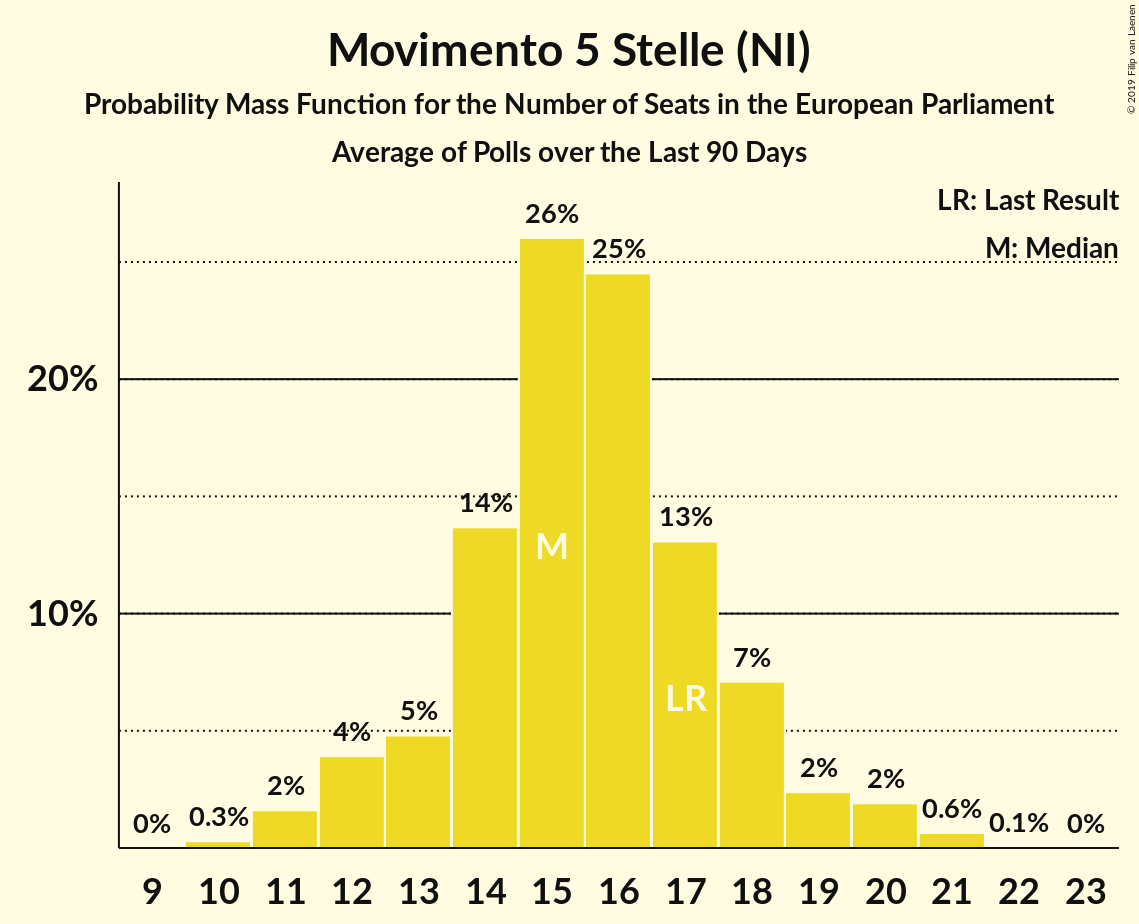 Movimento 5 Stelle (NI)
Probability Mass Function for the Number of Seats in the European Parliament
Average of Polls over the Last 90 Days
© 2019 Filip van Laenen
LR: Last Result
M: Median
26%
25%
20%
14%
13%
M
10%
7%
LR
5%
4%
2%
2%
2%
0.3%
0.6%
0%
0.1%
0%
9 10 11 12 13 14 15 16 17 18 19 20 21 22 23